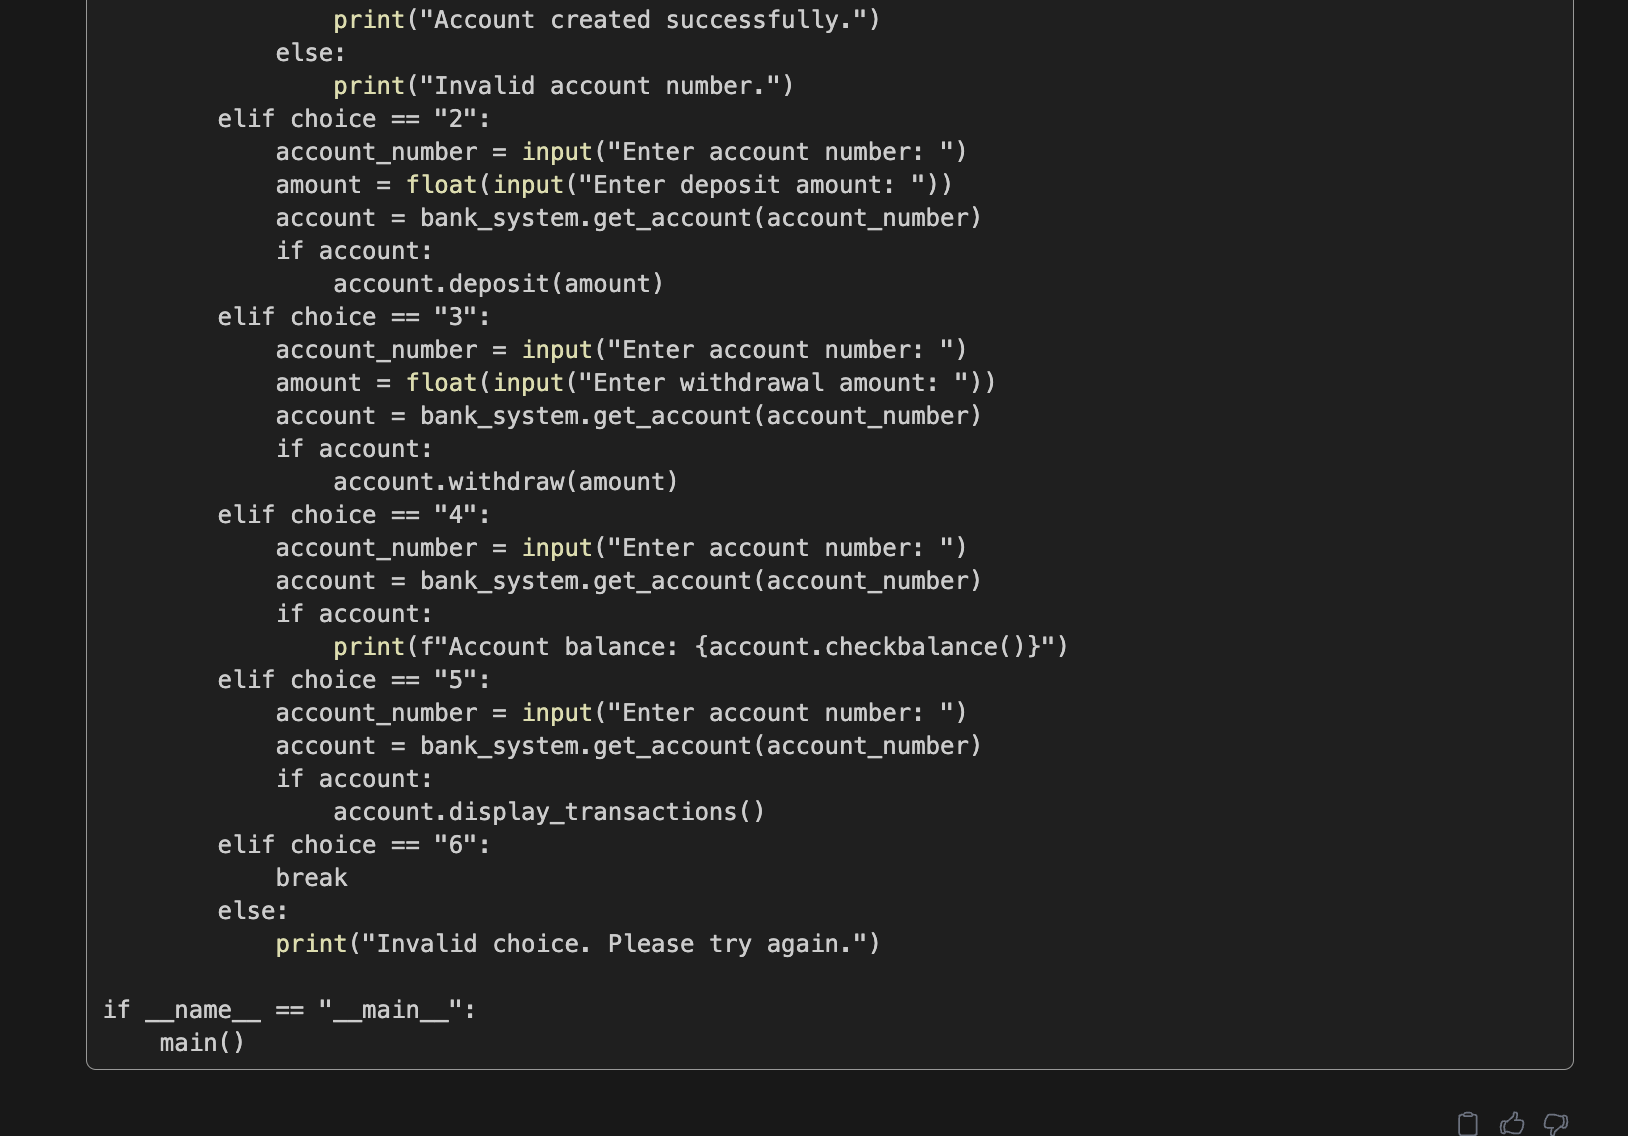 print("Account created successfully.")
        else:
            print("Invalid account number.")
    elif choice == "2":
        account_number = input("Enter account number: ")
        amount = float(input("Enter deposit amount: "))
        account = bank_system.get_account(account_number)
        if account:
            account.deposit(amount)
    elif choice == "3":
        account_number = input("Enter account number: ")
        amount = float(input("Enter withdrawal amount: "))
        account = bank_system.get_account(account_number)
        if account:
            account.withdraw(amount)
    elif choice == "4":
        account_number = input("Enter account number: ")
        account = bank_system.get_account(account_number)
        if account:
            print(f"Account balance: {account.checkbalance()}")
    elif choice == "5":
        account_number = input("Enter account number: ")
        account = bank_system.get_account(account_number)
        if account:
            account.display_transactions()
    elif choice == "6":
        break
    else:
        print("Invalid choice. Please try again.")

if __name__ == "__main__":
    main()